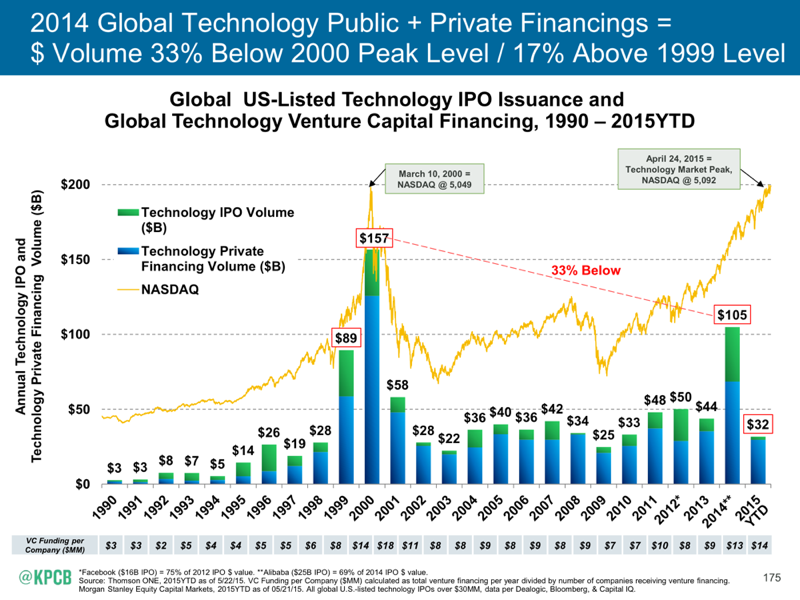 2014 Global Technology Public + Private Financings =
$ Volume 33% Below 2000 Peak Level / 17% Above 1999 Level
Global US-Listed Technology IPO Issuance and
Global Technology Venture Capital Financing, 1990 – 2015YTD
March 10, 2000 =
NASDAQ @ 5,049
April 24, 2015 =
Technology Market Peak,
NASDAQ @ 5,092
Annual Technology IPO and
Technology Private Financing Volume ($B)
$200
$150
$100
$50
$0
Technology IPO Volume
($B)
Technology Private
Financing Volume ($B)
NASDAQ
33% Below
$3 $3 $8 $7 $5 $14 $26 $19 $28 $89 $157 $58 $28 $22 $36 $40 $36 $42 $34 $25 $33 $48 $50 $44 $105 $32
1990 1991 1992 1993 1994 1995 1996 1997 1998 1999 2000 2001 2002 2003 2004 2005 2006 2007 2008 2009 2010 2011 2012* 2013 2014** 2015 YTD
VC Funding per
Company ($MM)
$3 $3 $2 $5 $4 $4 $5 $5 $6 $8 $14 $18 $11 $8 $8 $9 $8 $9 $8 $9 $7 $7 $10 $8 $9 $13 $14
@KPCB
*Facebook ($16B IPO) = 75% of 2012 IPO $ value. **Alibaba ($25B IPO) = 69% of 2014 IPO $ value.
Source: Thomson ONE, 2015YTD as of 5/22/15. VC Funding per Company ($MM) calculated as total venture financing per year divided by number of companies receiving venture financing.
Morgan Stanley Equity Capital Markets, 2015YTD as of 05/21/15. All global U.S.-listed technology IPOs over $30MM, data per Dealogic, Bloomberg, & Capital IQ.
175